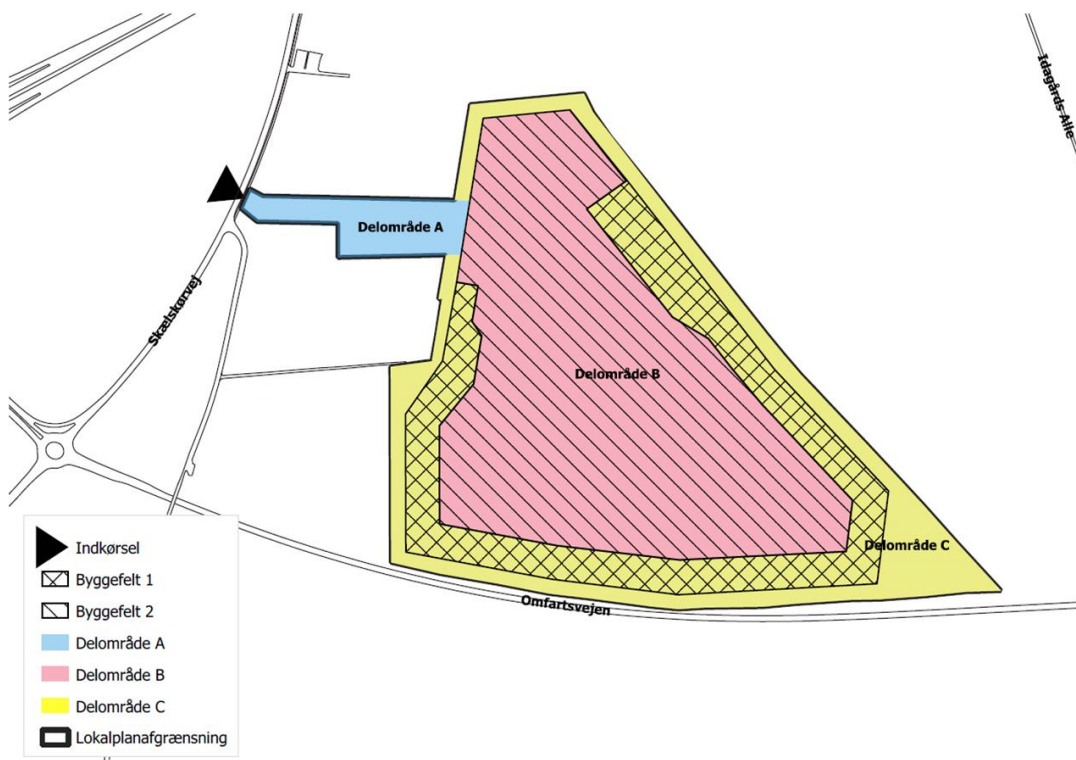 Idagårds Alle
Delområde A
Skælskørvej
Delområde B
Delområde C
Omfartsvejen
Indkørsel
Byggefelt 1
Byggefelt 2
Delområde A
Delområde B
Delområde C
Lokalplanafgrænsning